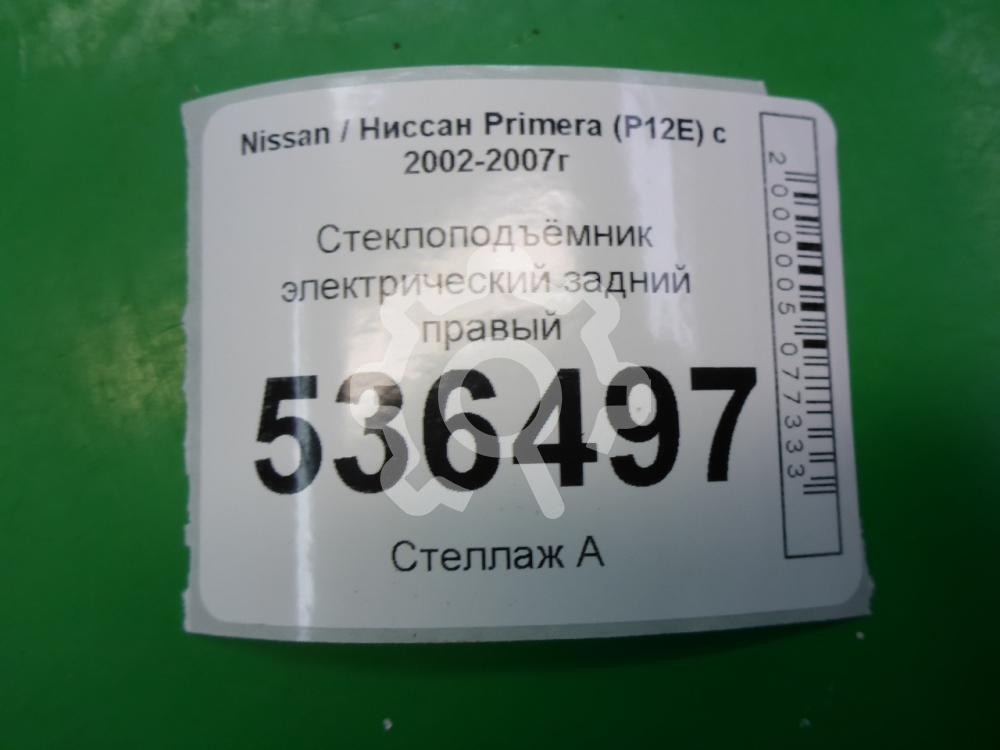 Nissan / Ниссан Primera (P12E) с
2002-2007г
Стеклоподъёмник
электрический задний
правый
536497
Стеллаж А
2000005077333